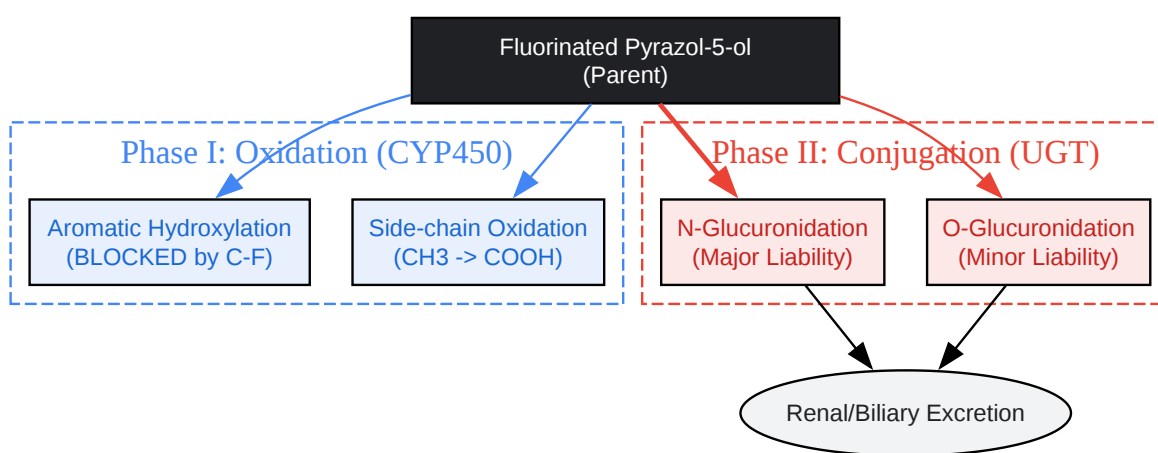 Fluorinated Pyrazol-5-ol
(Parent)
Phase I: Oxidation (CYP450)
Phase II: Conjugation (UGT)
Aromatic Hydroxylation
(BLOCKED by C-F)
Side-chain Oxidation
(CH3 -> COOH)
N-Glucuronidation
(Major Liability)
O-Glucuronidation
(Minor Liability)
Renal/Biliary Excretion